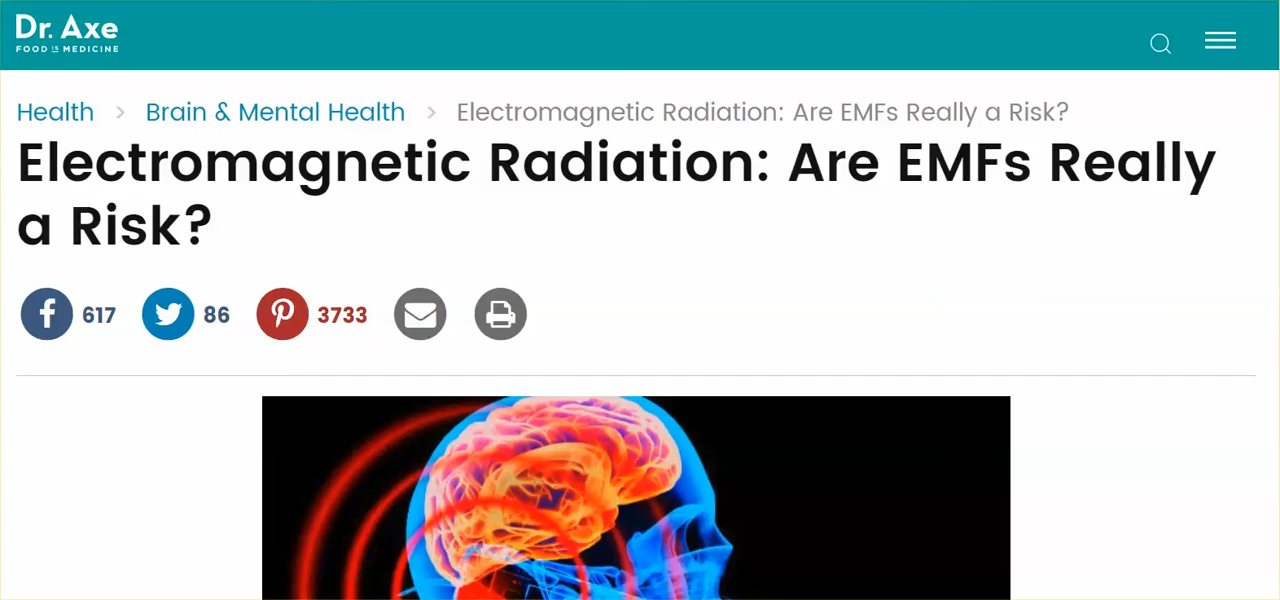 Dr. Axe
FOOD IS MEDICINE
Health > Brain & Mental Health > Electromagnetic Radiation: Are EMFs Really a Risk?
Electromagnetic Radiation: Are EMFs Really
a Risk?
617 86 3733